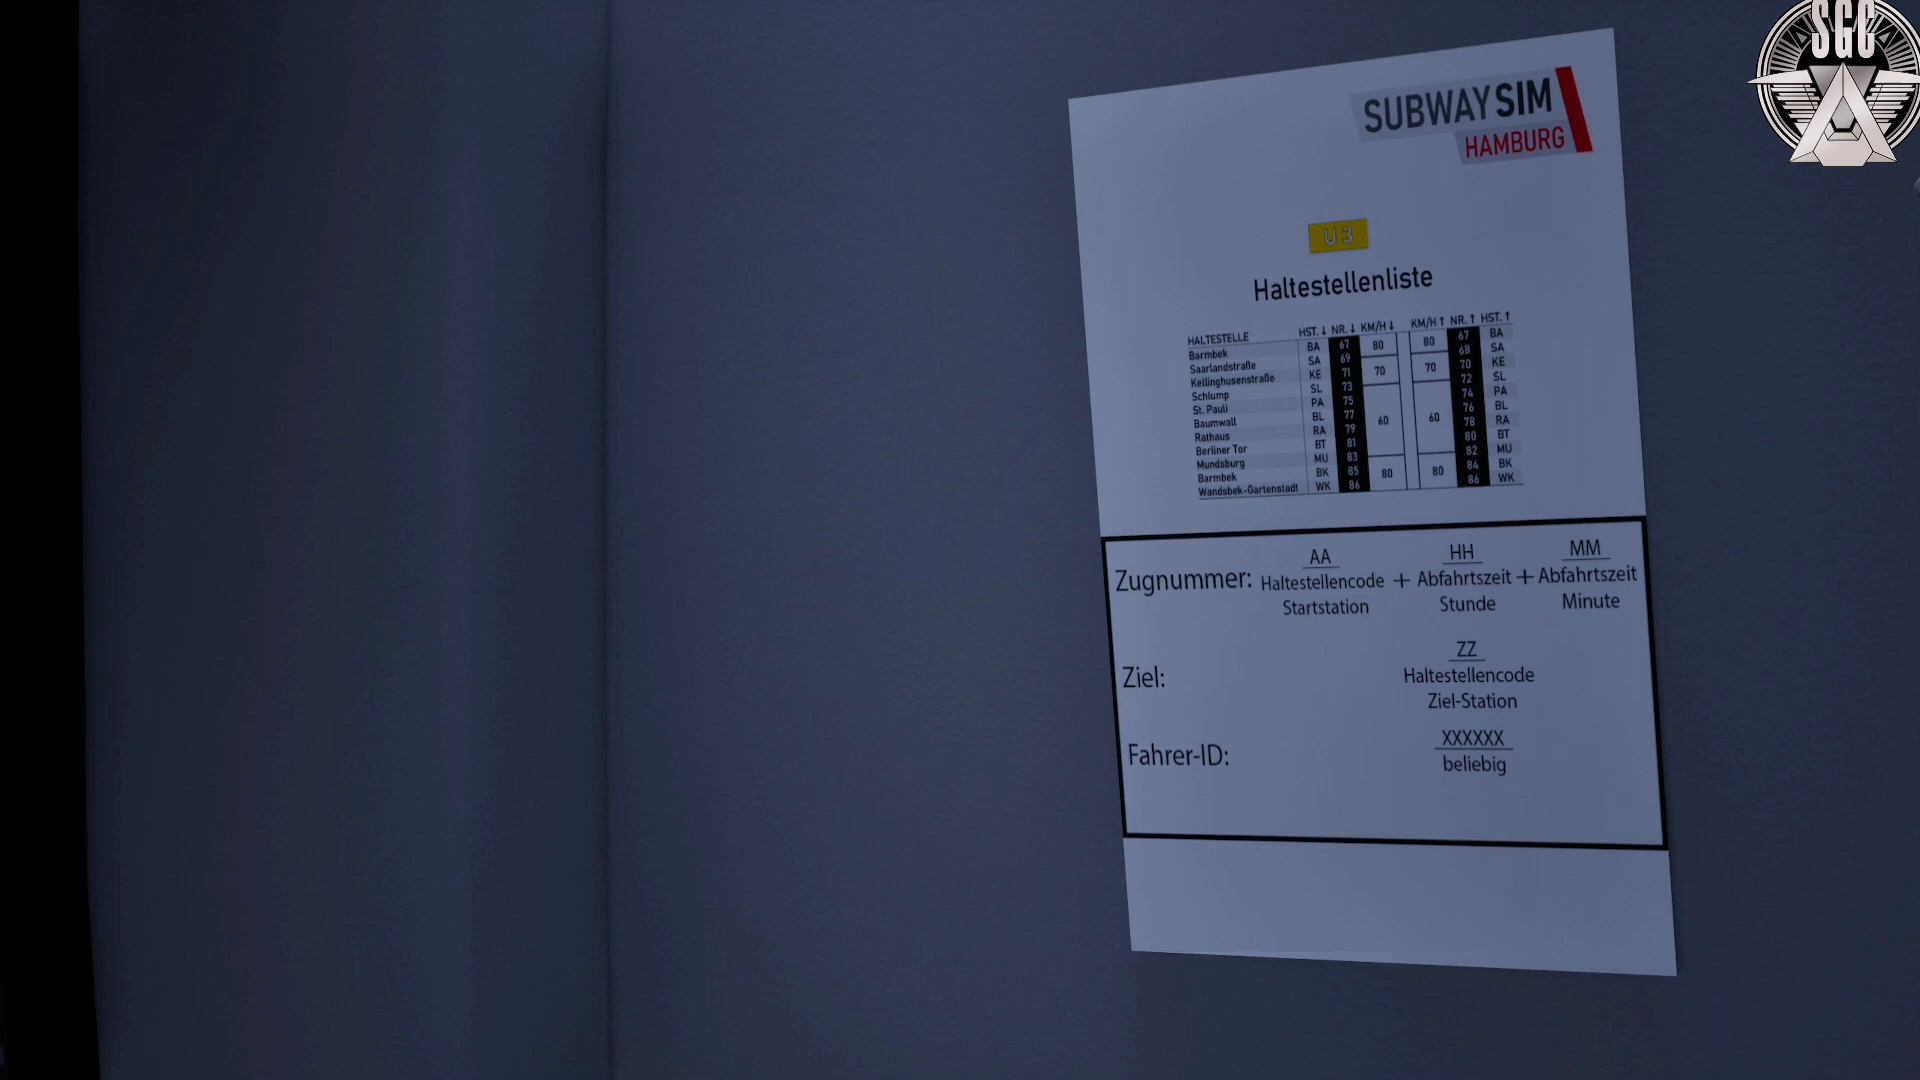 SGC
SUBWAYSIM
HAMBURG
U3
Haltestellenliste
HALTESTELLE HST.↓ NR.↓ KM/H↓ KM/H↑ NR.↑ HST.↑
Barmbek BA 67 80 80 67 BA
Saarlandstraße SA 69 68 SA
Kellinghusenstraße KE 71 70 70 70 KE
Schlump SL 73 72 SL
St. Pauli PA 75 74 PA
Baumwall BL 77 60 60 76 BL
Rathaus RA 79 78 RA
Berliner Tor BT 81 80 BT
Mundsburg MU 83 82 MU
Barmbek BK 85 80 80 84 BK
Wandsbek-Gartenstadt WK 86 86 WK
AA HH MM
Zugnummer: Haltestellencode + Abfahrtszeit + Abfahrtszeit
Startstation Stunde Minute
ZZ
Ziel: Haltestellencode
Ziel-Station
XXXXXX
Fahrer-ID: beliebig